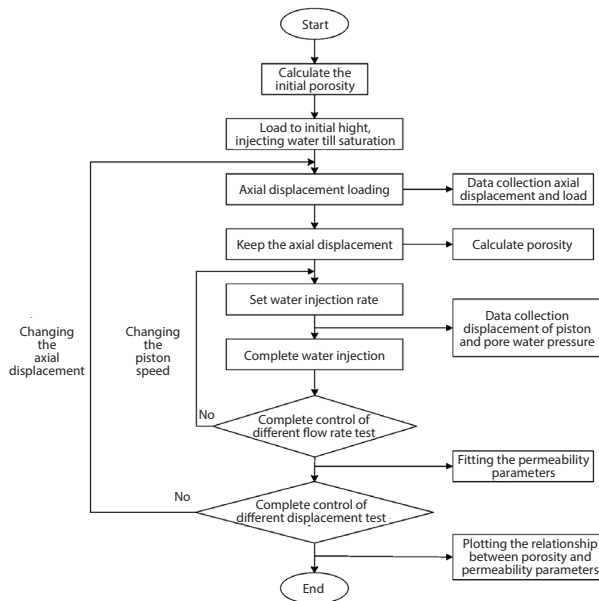 Start
Calculate the
initial porosity
Load to initial hight,
injecting water till saturation
Axial displacement loading
Data collection axial
displacement and load
Keep the axial displacement
Calculate porosity
Set water injection rate
Changing
the
axial
displacement
Changing
the
piston
speed
Data collection
displacement of piston
and pore water pressure
Complete water injection
No
Complete control of
different flow rate test
Fitting the permeability
parameters
No
Complete control of
different displacement test
Plotting the relationship
between porosity and
permeability parameters
End